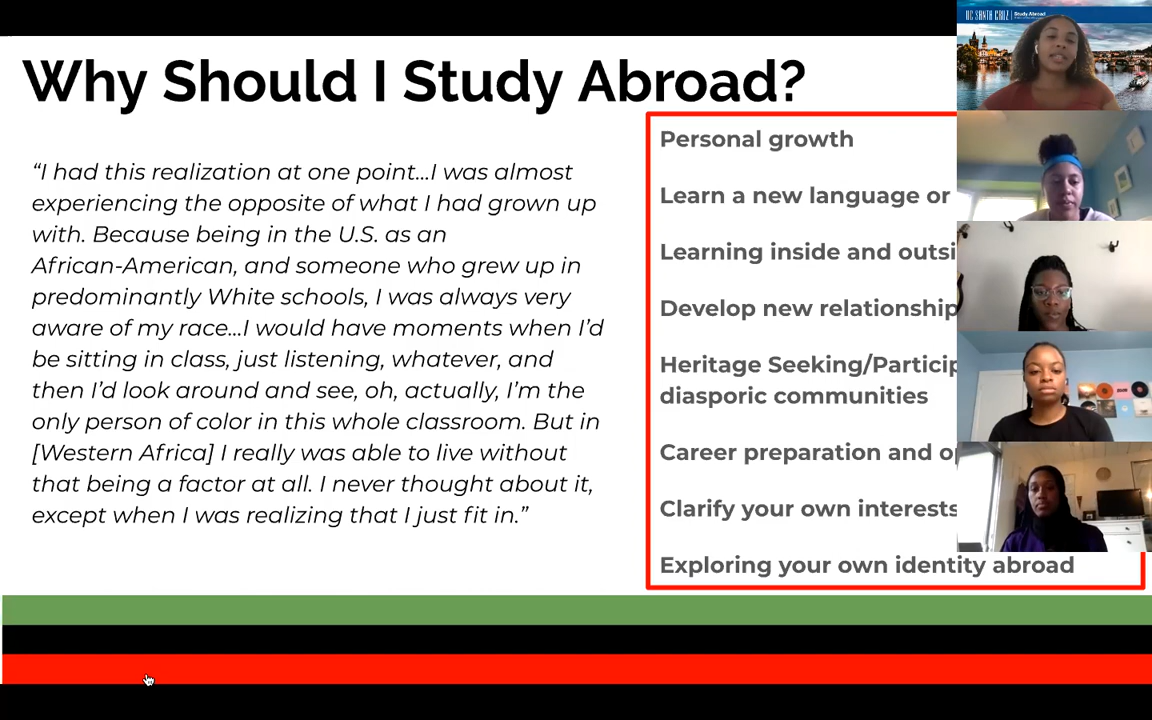 Why Should I Study Abroad?
“I had this realization at one point...I was almost
experiencing the opposite of what I had grown up
with. Because being in the U.S. as an
African-American, and someone who grew up in
predominantly White schools, I was always very
aware of my race...I would have moments when I’d
be sitting in class, just listening, whatever, and
then I’d look around and see, oh, actually, I’m the
only person of color in this whole classroom. But in
[Western Africa] I really was able to live without
that being a factor at all. I never thought about it,
except when I was realizing that I just fit in.”
Personal growth
Learn a new language or
Learning inside and outsi
Develop new relationship
Heritage Seeking/Particip
diasporic communities
Career preparation and
Clarify your own interests
Exploring your own identity abroad
UC SANTA CRUZ Study Abroad